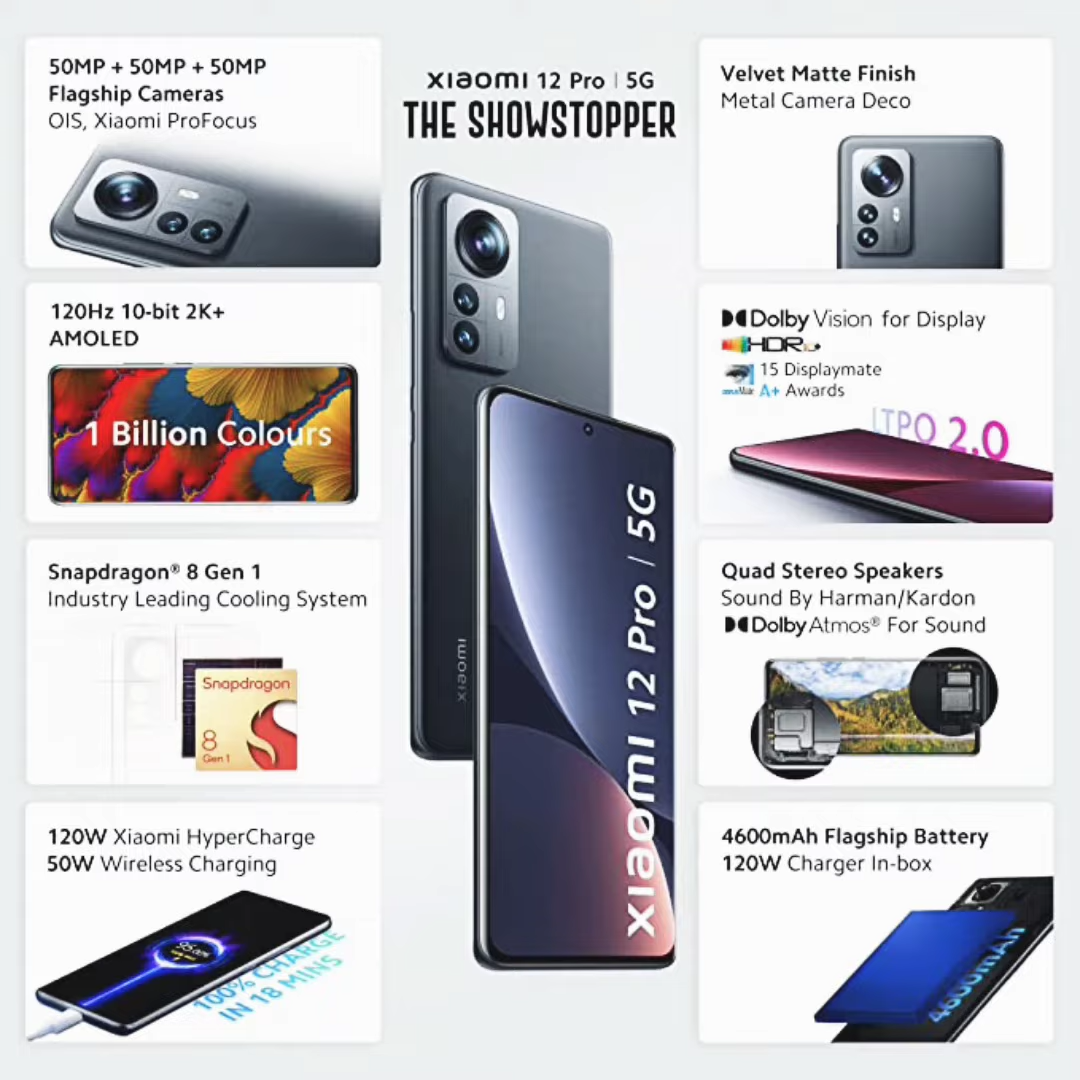 50MP + 50MP + 50MP
Flagship Cameras
OIS, Xiaomi ProFocus
xiaomi 12 Pro | 5G
THE SHOWSTOPPER
Velvet Matte Finish
Metal Camera Deco
120Hz 10-bit 2K+
AMOLED
1 Billion Colours
Dolby Vision for Display
HDR10+
15 Displaymate
A+ Awards
LTPO 2.0
Snapdragon® 8 Gen 1
Industry Leading Cooling System
Snapdragon
8
Gen 1
xiaomi
xiaomi 12 Pro | 5G
Quad Stereo Speakers
Sound By Harman/Kardon
Dolby Atmos® For Sound
120W Xiaomi HyperCharge
50W Wireless Charging
100% CHARGE
IN 18 MINS
4600mAh Flagship Battery
120W Charger In-box
4600mAh